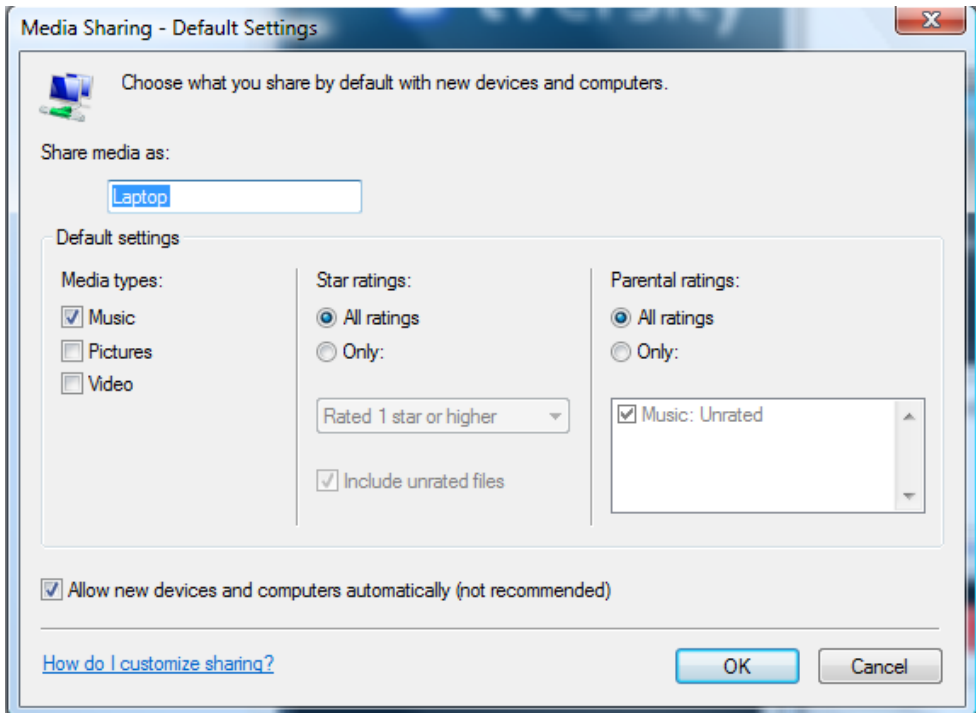 Media Sharing - Default Settings
Choose what you share by default with new devices and computers.
Share media as:
Laptop
Default settings
Media types:
Music
Pictures
Video
Star ratings:
All ratings
Only:
Rated 1 star or higher
Include unrated files
Parental ratings:
All ratings
Only:
Music: Unrated
Allow new devices and computers automatically (not recommended)
How do I customize sharing?
OK
Cancel